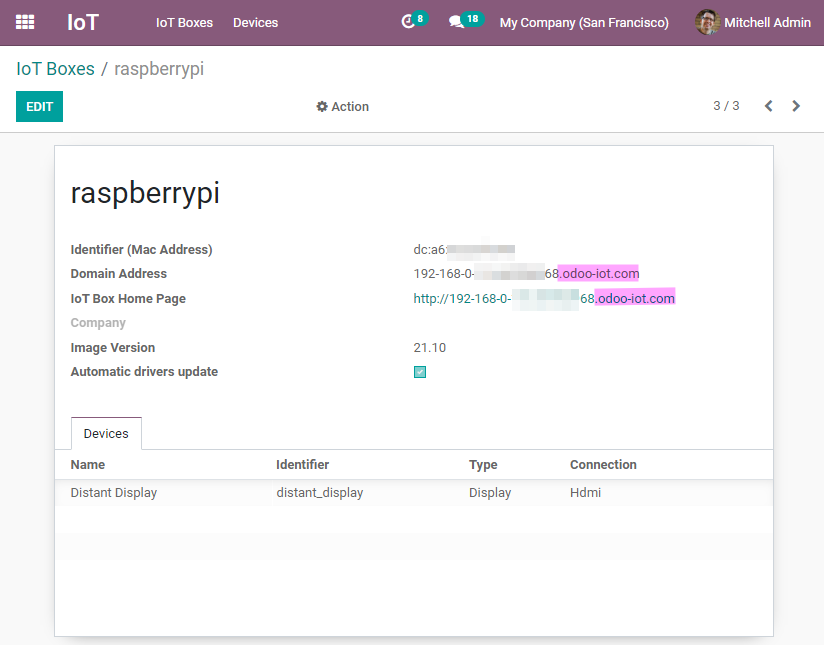 IoT IoT Boxes Devices 8 18 My Company (San Francisco) Mitchell Admin
IoT Boxes / raspberrypi
EDIT Action 3 / 3
raspberrypi
Identifier (Mac Address) dc:a6:
Domain Address 192-168-0- 68.odoo-iot.com
IoT Box Home Page http://192-168-0- 68.odoo-iot.com
Company
Image Version 21.10
Automatic drivers update
Devices
Name Identifier Type Connection
Distant Display distant_display Display Hdmi